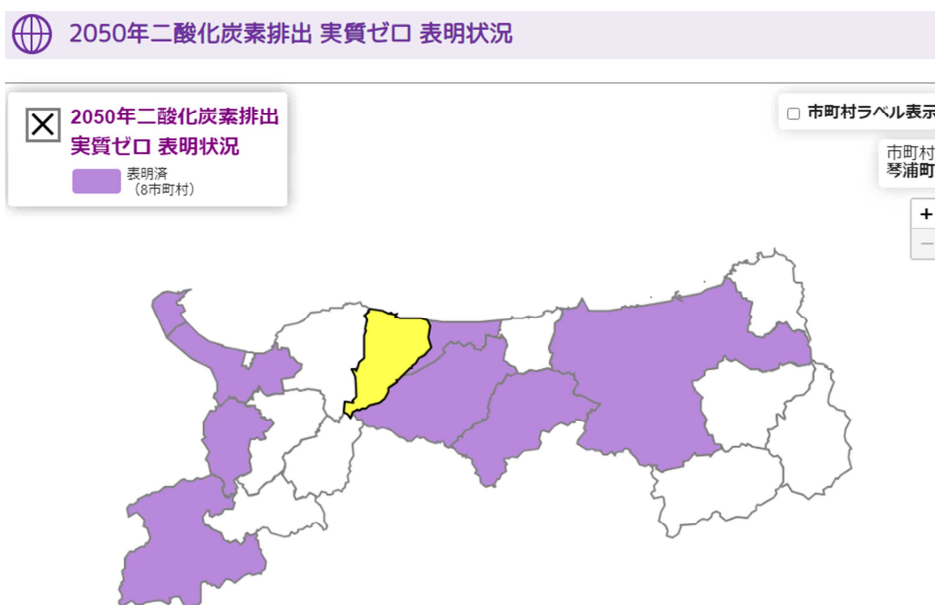 2050年二酸化炭素排出 実質ゼロ 表明状況
2050年二酸化炭素排出
実質ゼロ 表明状況
表明済
（8市町村）
市町村ラベル表示
市町村
琴浦町
+
−